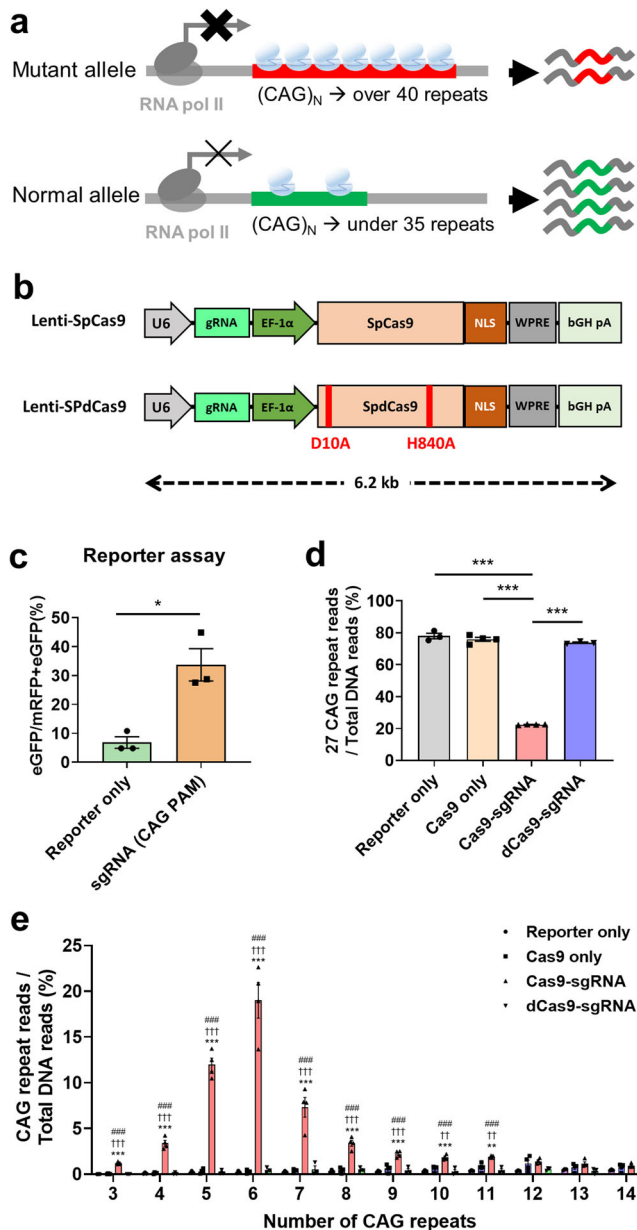 a
Mutant allele
RNA pol II
(CAG)N → over 40 repeats
Normal allele
RNA pol II
(CAG)N → under 35 repeats
b
Lenti-SpCas9
U6
gRNA
EF-1α
SpCas9
NLS
WPRE
bGH pA
Lenti-SPdCas9
U6
gRNA
EF-1α
SpdCas9
NLS
WPRE
bGH pA
D10A
H840A
6.2 kb
c
Reporter assay
*
eGFP/mRFP+eGFP(%)
50
40
30
20
10
0
Reporter only
sgRNA (CAG PAM)
d
***
***
***
27 CAG repeat reads
/ Total DNA reads (%)
100
80
60
40
20
0
Reporter only
Cas9 only
Cas9-sgRNA
dCas9-sgRNA
e
CAG repeat reads /
Total DNA reads (%)
25
20
15
10
5
0
###
†††
***
###
†††
***
###
†††
***
###
†††
***
###
†††
***
###
†††
***
###
†††
***
###
††
***
###
††
**
Reporter only
Cas9 only
Cas9-sgRNA
dCas9-sgRNA
3 4 5 6 7 8 9 10 11 12 13 14
Number of CAG repeats